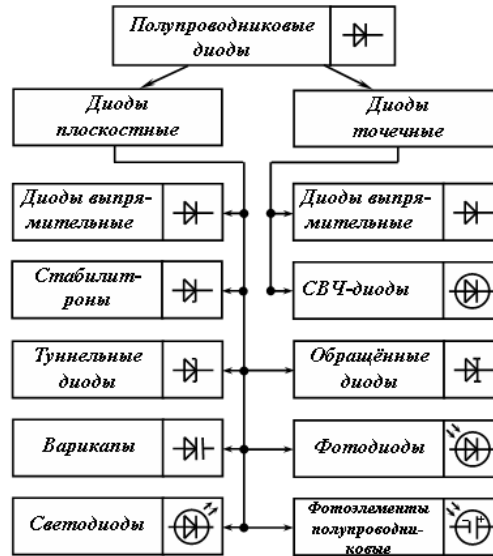 Полупроводниковые
диоды
Диоды
плоскостные
Диоды
точечные
Диоды выпря-
мительные
Диоды выпря-
мительные
Стабилит-
роны
СВЧ-диоды
Туннельные
диоды
Обращённые
диоды
Варикапы
Фотодиоды
Светодиоды
Фотоэлементы
полупроводни-
ковые